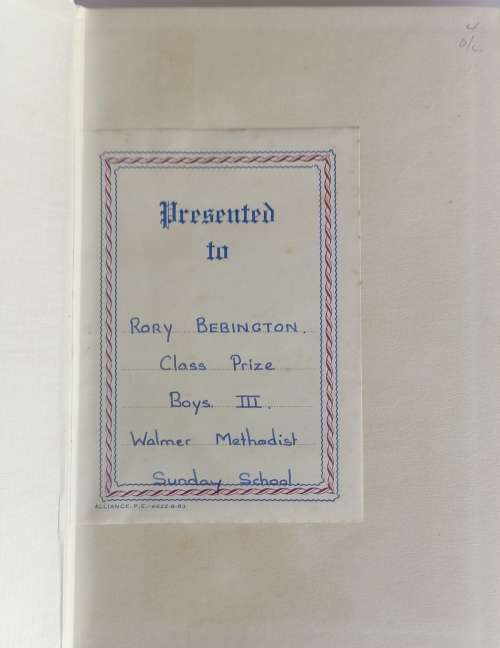 Presented
to
RORY BEBINGTON.
Class Prize
Boys. III.
Walmer Methodist
Sunday School.